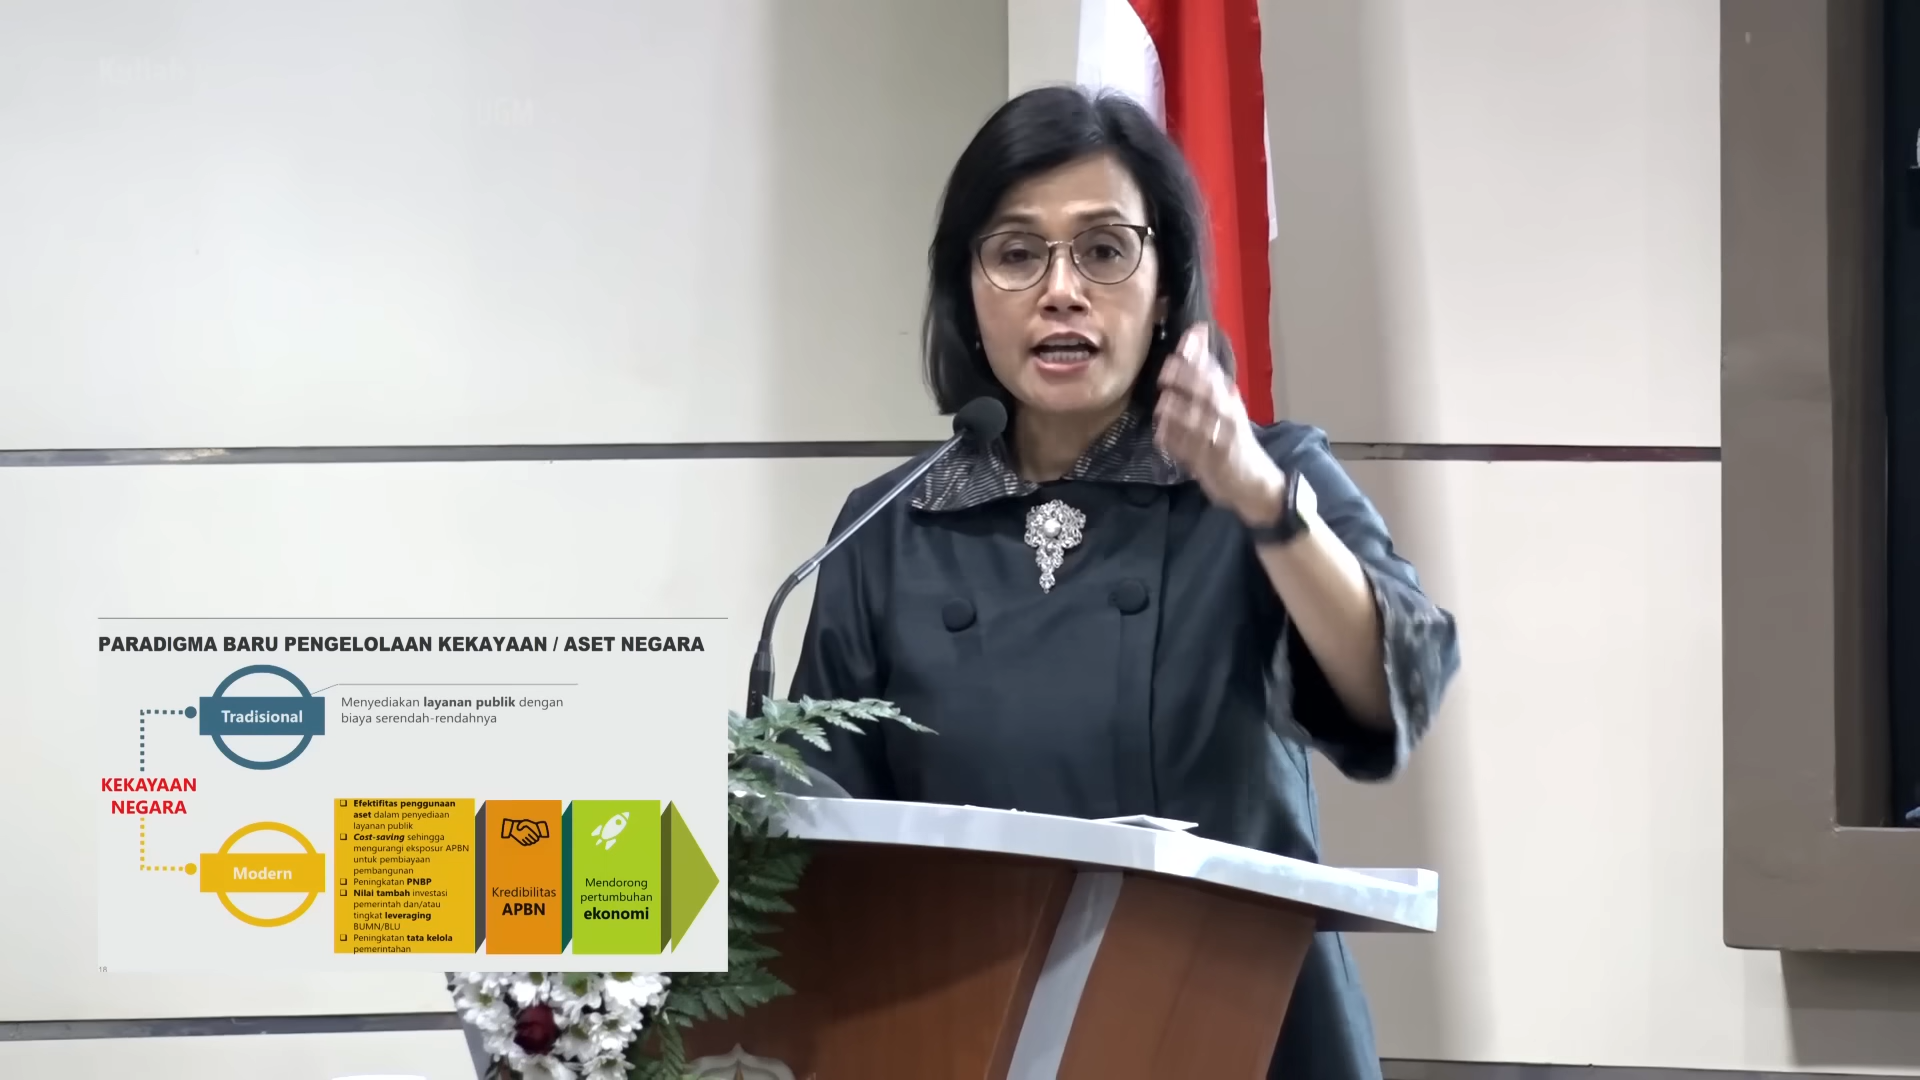 UGM
PARADIGMA BARU PENGELOLAAN KEKAYAAN / ASET NEGARA
Tradisional
Menyediakan layanan publik dengan
biaya serendah-rendahnya
KEKAYAAN
NEGARA
Modern
Efektifitas penggunaan
aset dalam penyediaan
layanan publik
Cost-saving sehingga
mengurangi eksposur APBN
untuk pembiayaan
pembangunan
Peningkatan PNBP
Nilai tambah investasi
pemerintah dan/atau
tingkat leveraging
BUMN/BLU
Peningkatan tata kelola
pemerintahan
Kredibilitas
APBN
Mendorong
pertumbuhan
ekonomi
18